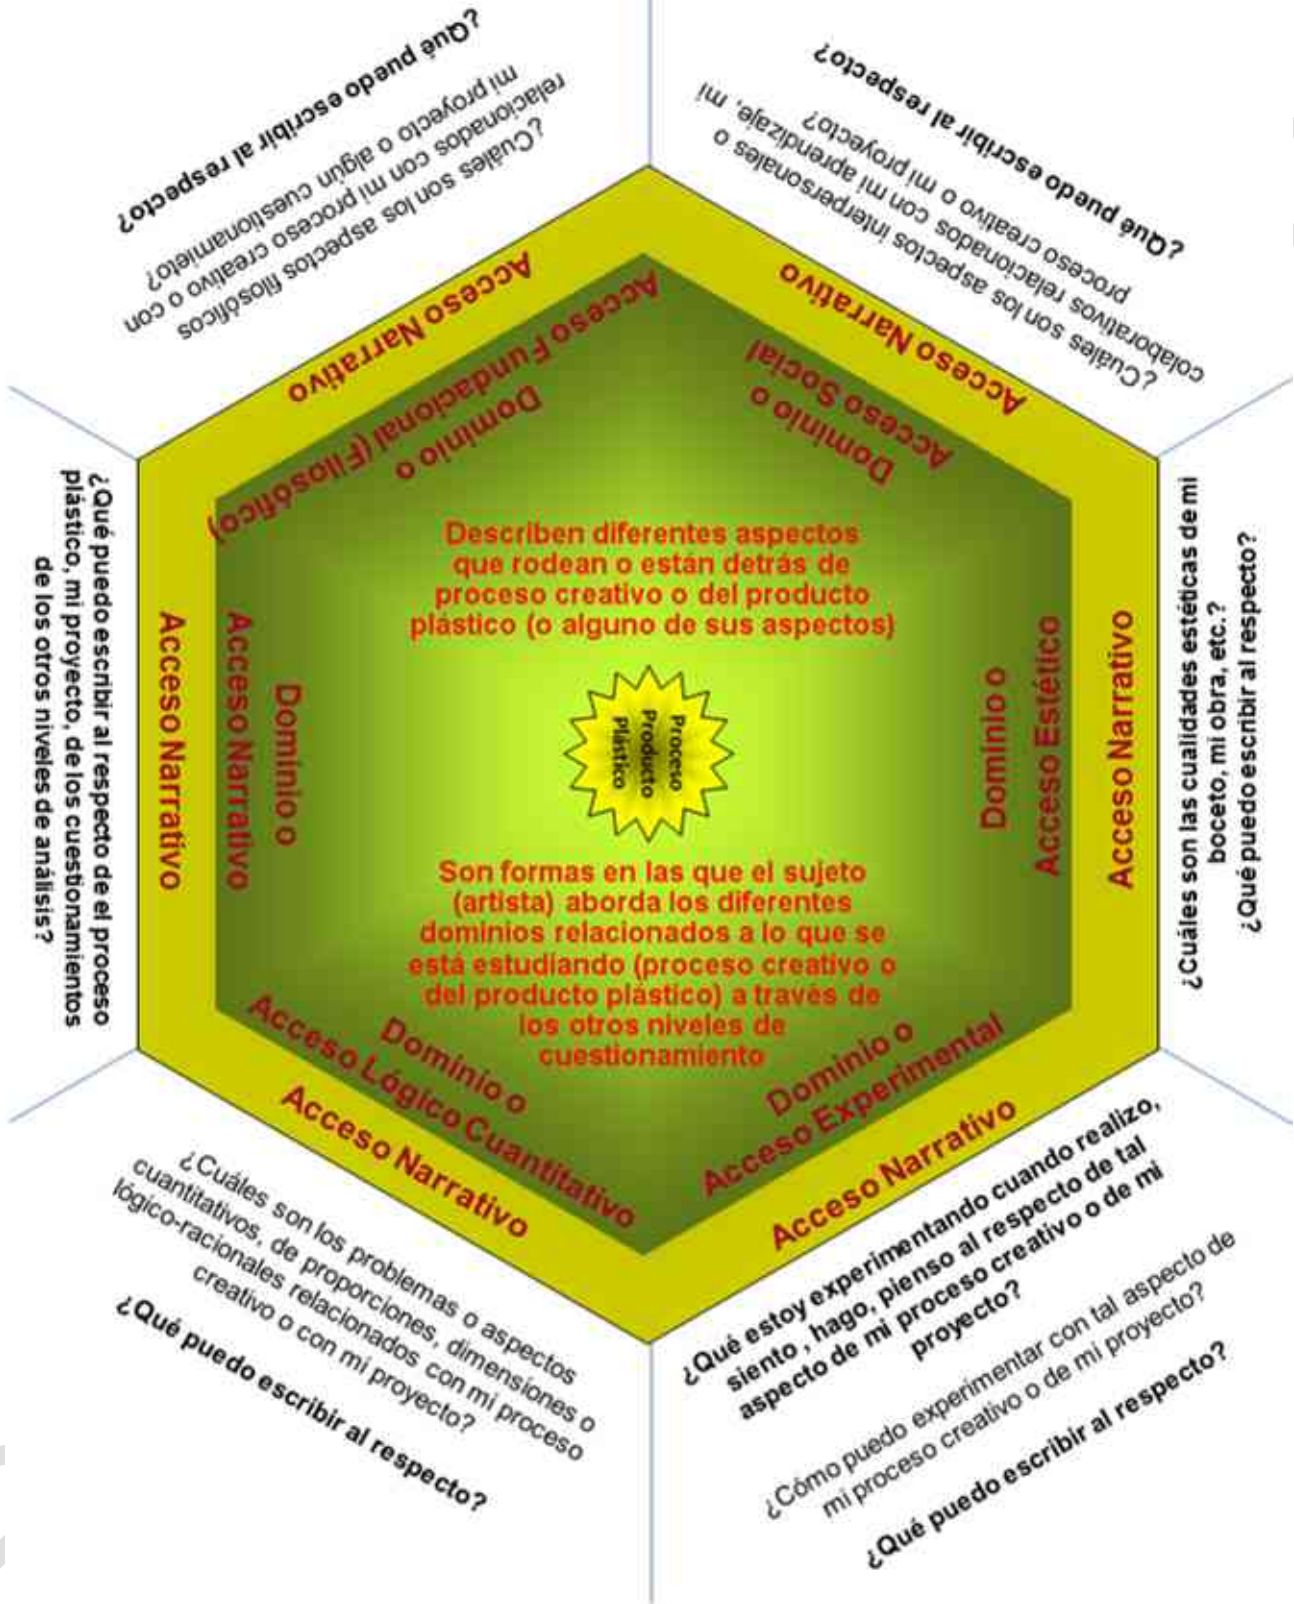 ¿Qué puedo escribir al respecto?
¿Cuáles son los aspectos filosóficos
relacionados con mi proceso creativo o con
mi proyecto o algún cuestionamieto?
Acceso Narrativo
Dominio o
Acceso Fundacional (Filosófico)
¿Cuáles son los aspectos interpersonales o
colaborativos relacionados con mi aprendizaje, mi
proceso creativo o mi proyecto?
¿Qué puedo escribir al respecto?
Acceso Narrativo
Dominio o
Acceso Social
¿Cuáles son las cualidades estéticas de mi
boceto, mi obra, etc.?
¿Qué puedo escribir al respecto?
Acceso Narrativo
Dominio o
Acceso Estético
Describen diferentes aspectos
que rodean o están detrás de
proceso creativo o del producto
plástico (o alguno de sus aspectos)
Proceso
Producto
Plástico
Son formas en las que el sujeto
(artista) aborda los diferentes
dominios relacionados a lo que se
está estudiando (proceso creativo o
del producto plástico) a través de
los otros niveles de
cuestionamiento
Dominio o
Acceso Narrativo
Acceso Narrativo
¿Qué puedo escribir al respecto de el proceso
plástico, mi proyecto, de los cuestionamientos
de los otros niveles de análisis?
Dominio o
Acceso Lógico Cuantitativo
Acceso Narrativo
¿Cuáles son los problemas o aspectos
cuantitativos, de proporciones, dimensiones o
lógico-racionales relacionados con mi proceso
creativo o con mi proyecto?
¿Qué puedo escribir al respecto?
Dominio o
Acceso Experimental
Acceso Narrativo
¿Qué estoy experimentando cuando realizo,
siento , hago, pienso al respecto de tal
aspecto de mi proceso creativo o de mi
proyecto?
¿Cómo puedo experimentar con tal aspecto de
mi proceso creativo o de mi proyecto?
¿Qué puedo escribir al respecto?